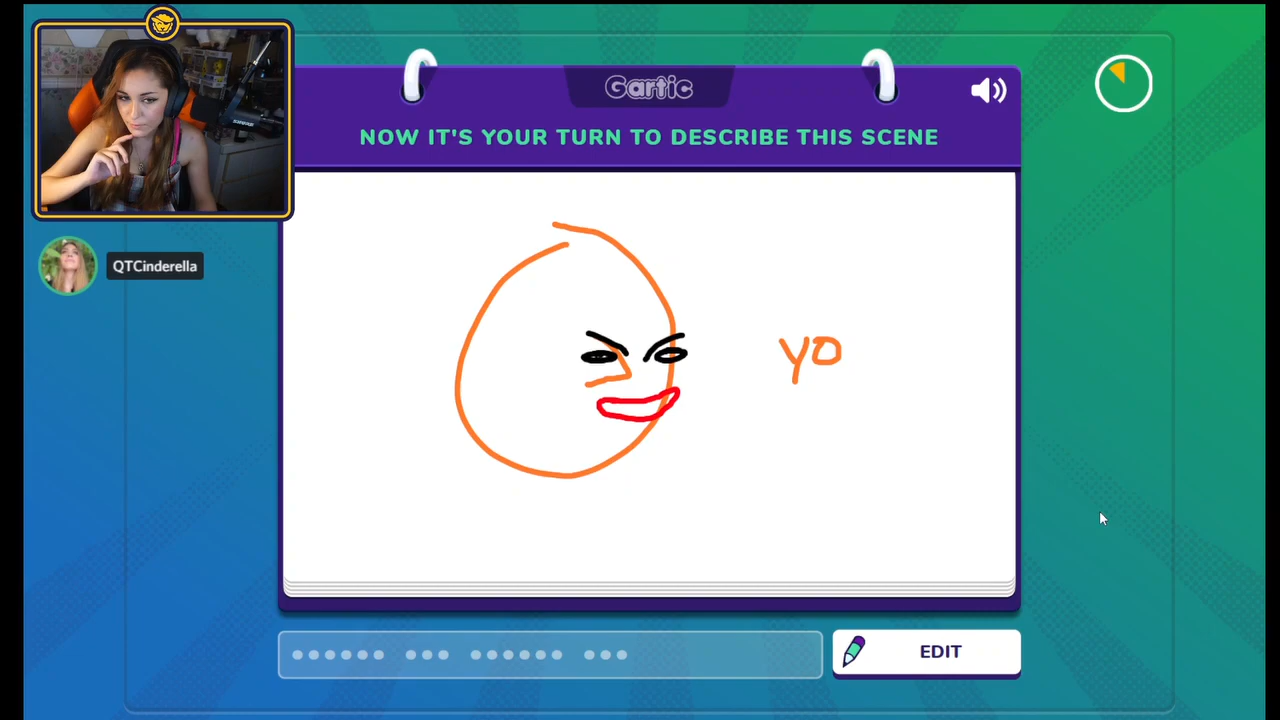 Gartic
NOW IT'S YOUR TURN TO DESCRIBE THIS SCENE
QTCinderella
yo
EDIT